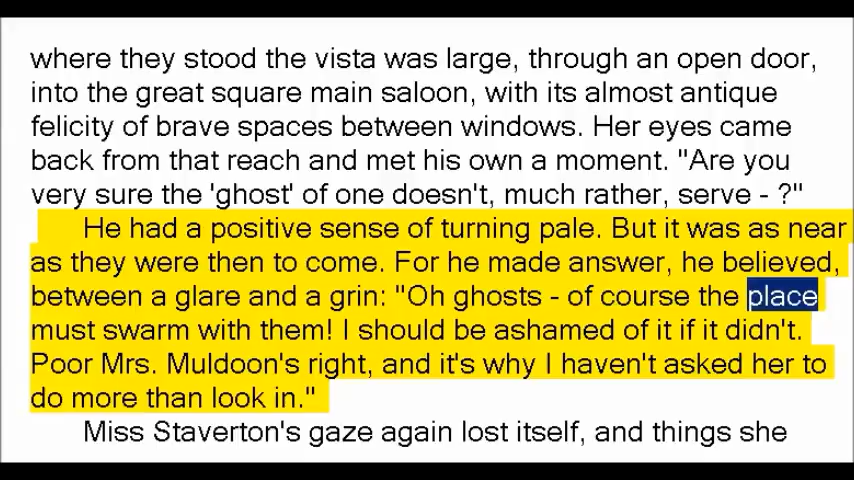 where they stood the vista was large, through an open door,
into the great square main saloon, with its almost antique
felicity of brave spaces between windows. Her eyes came
back from that reach and met his own a moment. "Are you
very sure the 'ghost' of one doesn't, much rather, serve - ?"
He had a positive sense of turning pale. But it was as near
as they were then to come. For he made answer, he believed,
between a glare and a grin: "Oh ghosts - of course the place
must swarm with them! I should be ashamed of it if it didn't.
Poor Mrs. Muldoon's right, and it's why I haven't asked her to
do more than look in."
Miss Staverton's gaze again lost itself, and things she